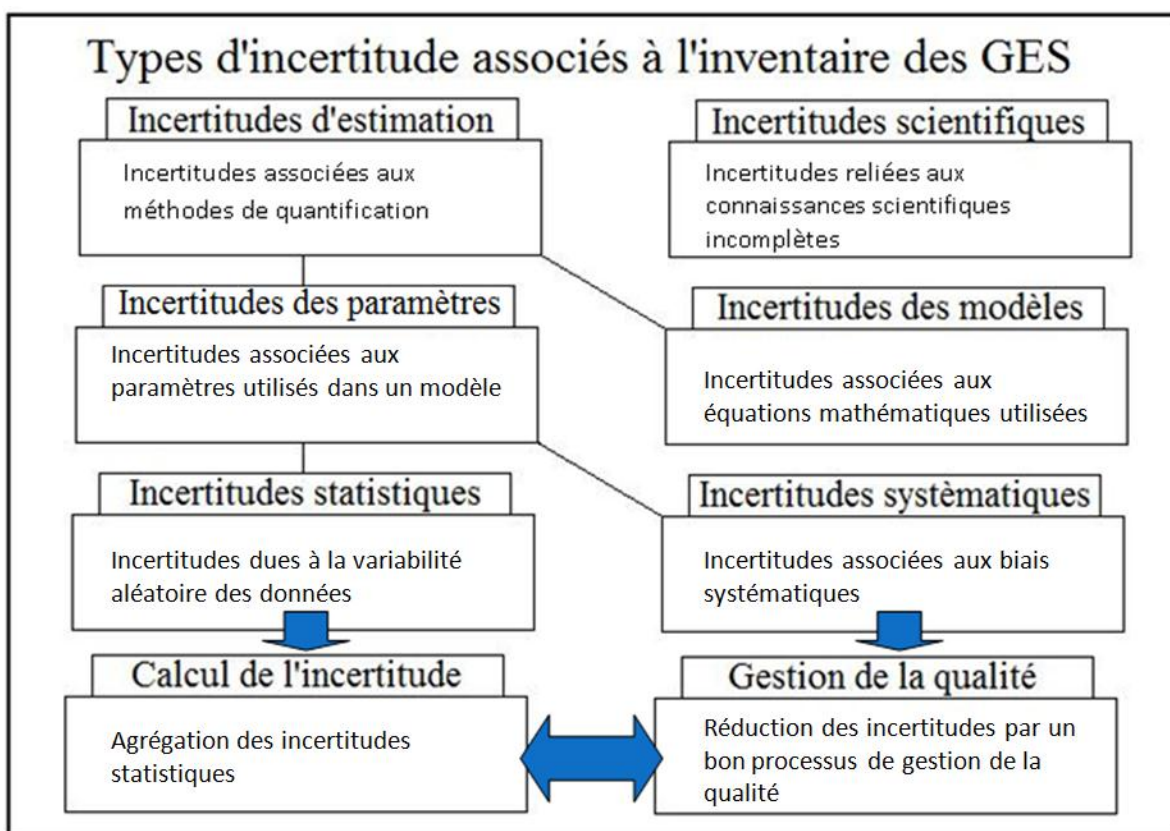 Types d'incertitude associés à l'inventaire des GES
Incertitudes d'estimation
Incertitudes associées aux
méthodes de quantification
Incertitudes scientifiques
Incertitudes reliées aux
connaissances scientifiques
incomplètes
Incertitudes des paramètres
Incertitudes associées aux
paramètres utilisés dans un modèle
Incertitudes des modèles
Incertitudes associées aux
équations mathématiques utilisées
Incertitudes statistiques
Incertitudes dues à la variabilité
aléatoire des données
Incertitudes systèmatiques
Incertitudes associées aux biais
systématiques
Calcul de l'incertitude
Agrégation des incertitudes
statistiques
Gestion de la qualité
Réduction des incertitudes par un
bon processus de gestion de la
qualité